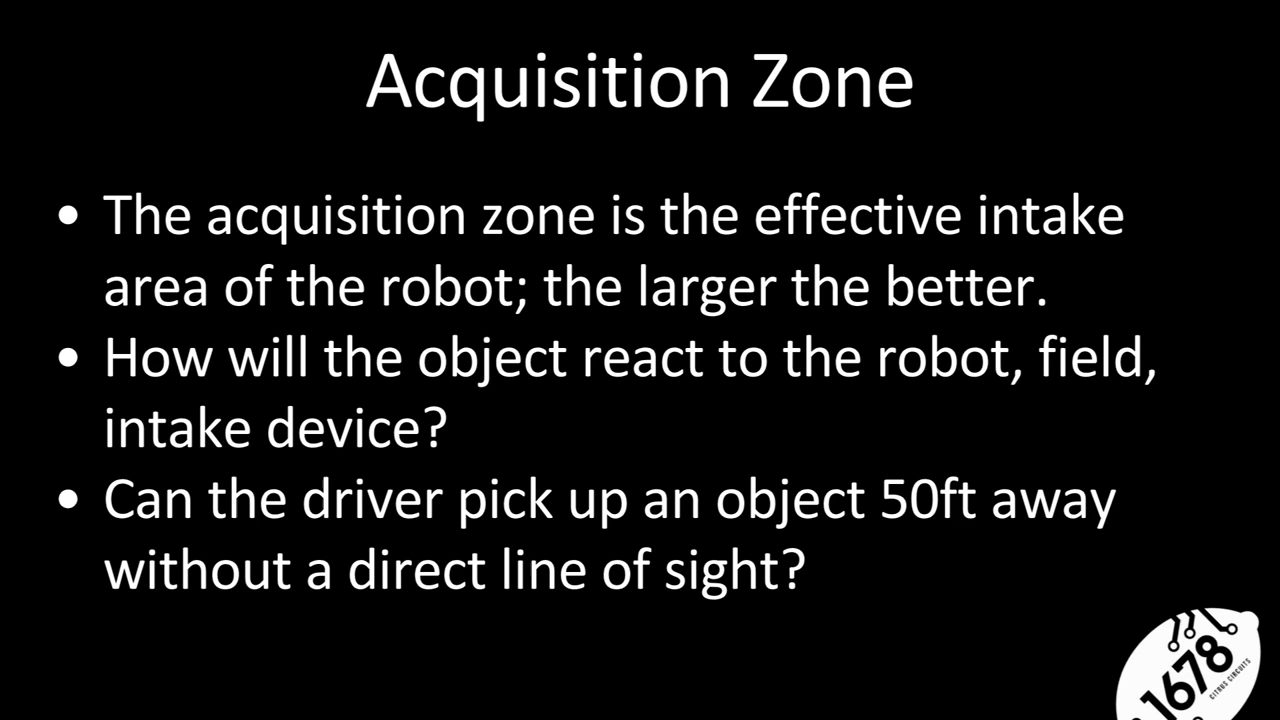 Acquisition Zone
• The acquisition zone is the effective intake
area of the robot; the larger the better.
• How will the object react to the robot, field,
intake device?
• Can the driver pick up an object 50ft away
without a direct line of sight?
1678
CITRUS CIRCUITS